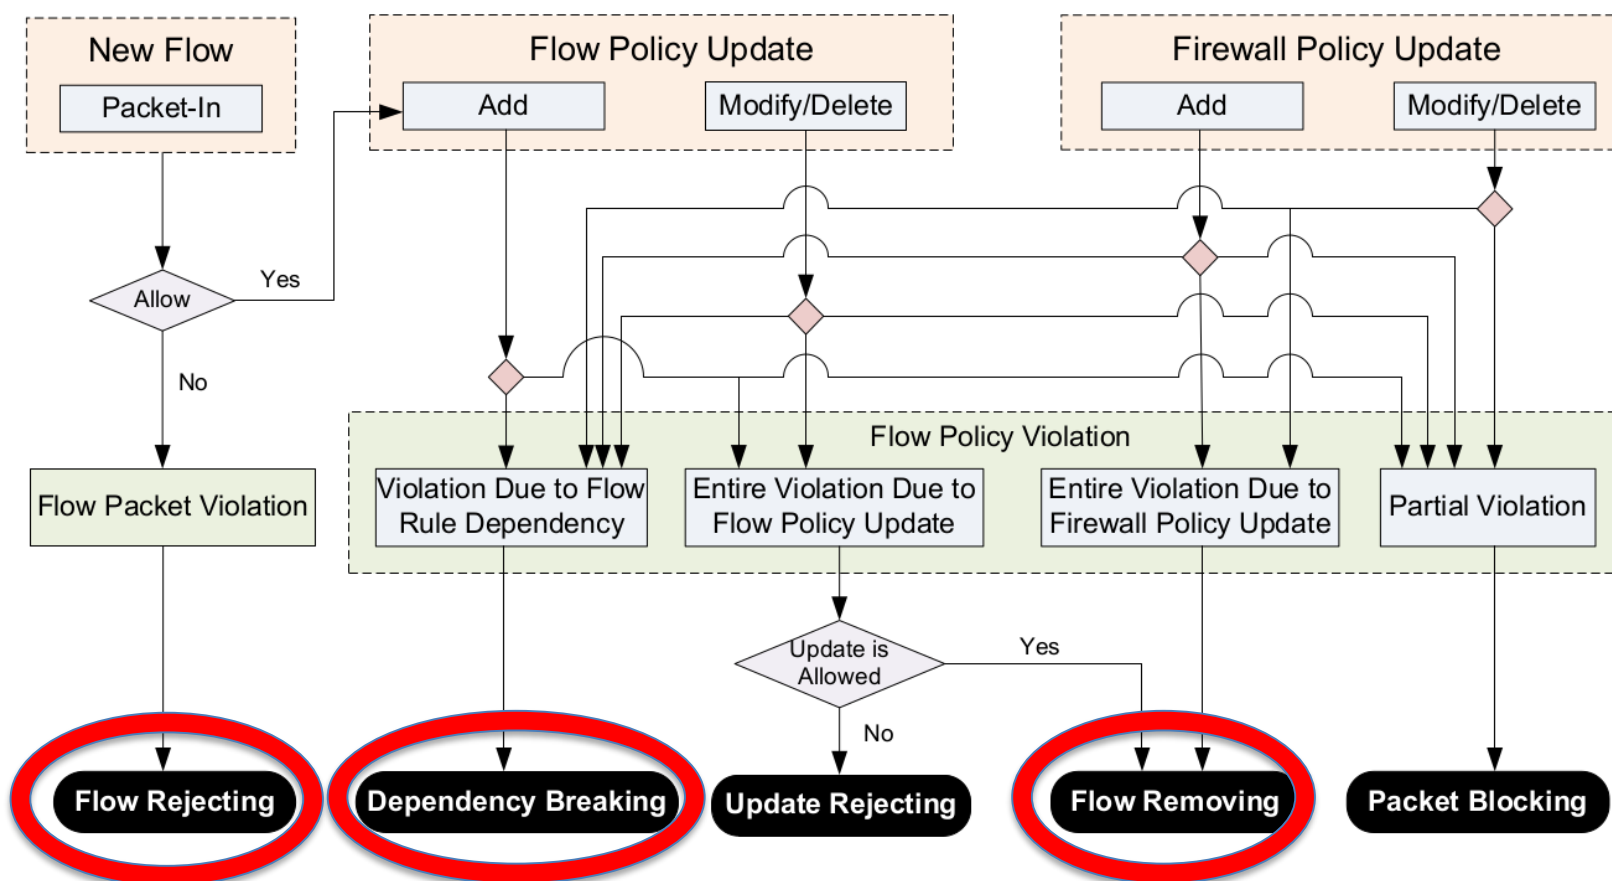 New Flow
Packet-In
Flow Policy Update
Add
Modify/Delete
Firewall Policy Update
Add
Modify/Delete
Allow
Yes
No
Flow Policy Violation
Flow Packet Violation
Violation Due to Flow
Rule Dependency
Entire Violation Due to
Flow Policy Update
Entire Violation Due to
Firewall Policy Update
Partial Violation
Update is
Allowed
Yes
No
Flow Rejecting
Dependency Breaking
Update Rejecting
Flow Removing
Packet Blocking